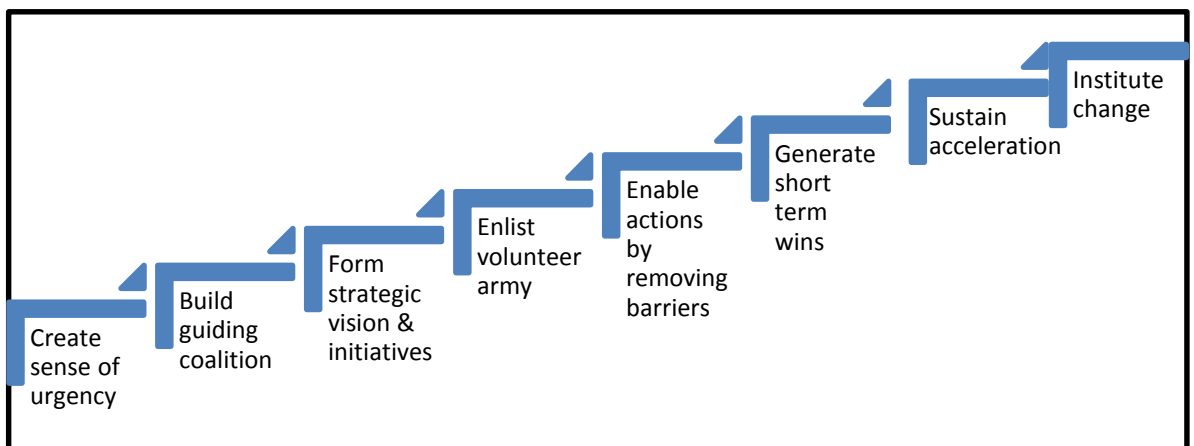 Create
sense of
urgency
Build
guiding
coalition
Form
strategic
vision &
initiatives
Enlist
volunteer
army
Enable
actions
by
removing
barriers
Generate
short
term
wins
Sustain
acceleration
Institute
change